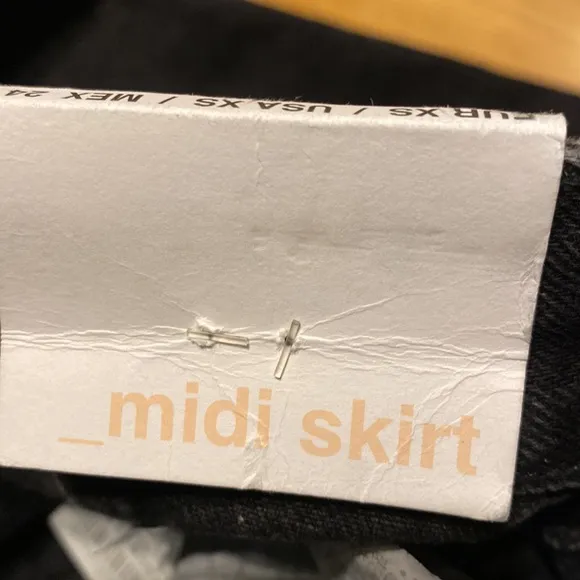 EUR XS / USA XS / MEX 24
_midi skirt